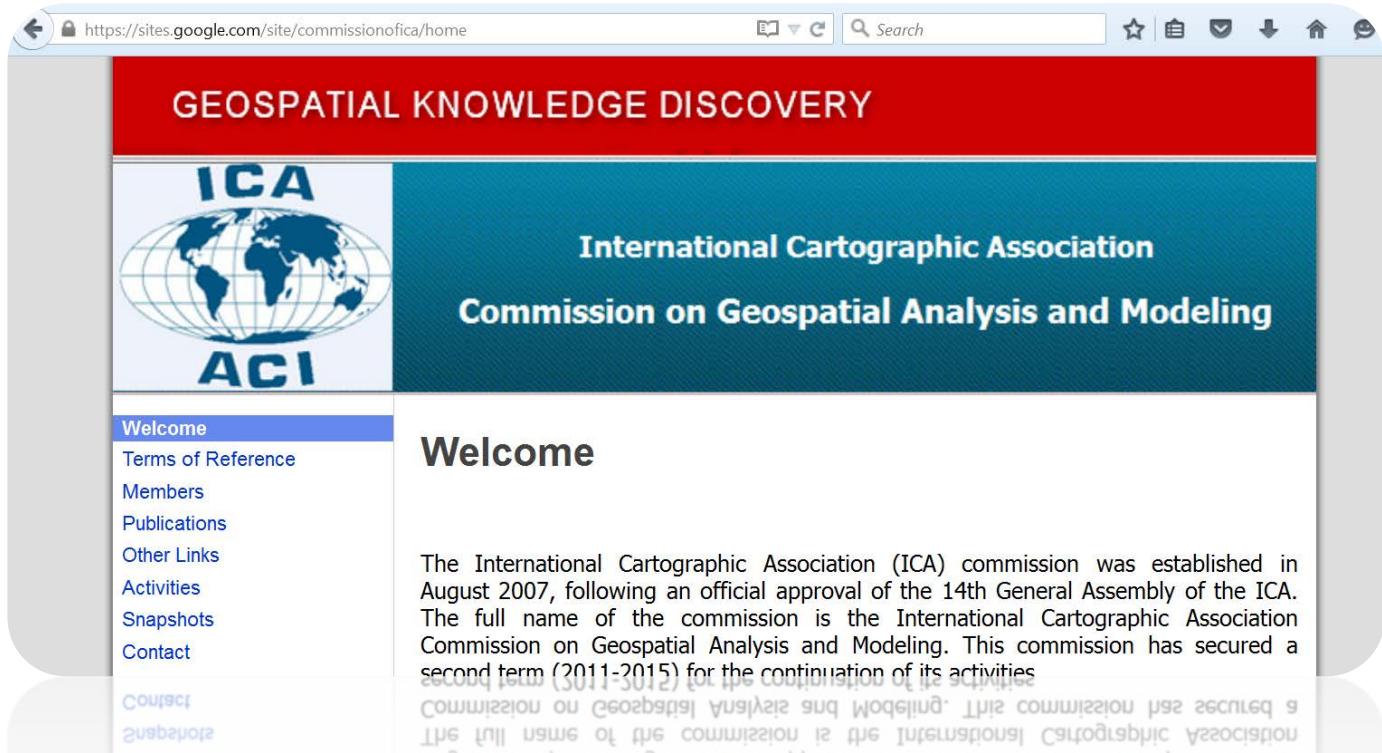 https://sites.google.com/site/commissionofica/home
Search
GEOSPATIAL KNOWLEDGE DISCOVERY
ICA
ACI
International Cartographic Association
Commission on Geospatial Analysis and Modeling
Welcome
Terms of Reference
Members
Publications
Other Links
Activities
Snapshots
Contact
Welcome
The International Cartographic Association (ICA) commission was established in
August 2007, following an official approval of the 14th General Assembly of the ICA.
The full name of the commission is the International Cartographic Association
Commission on Geospatial Analysis and Modeling. This commission has secured a
second term (2011-2015) for the continuation of its activities